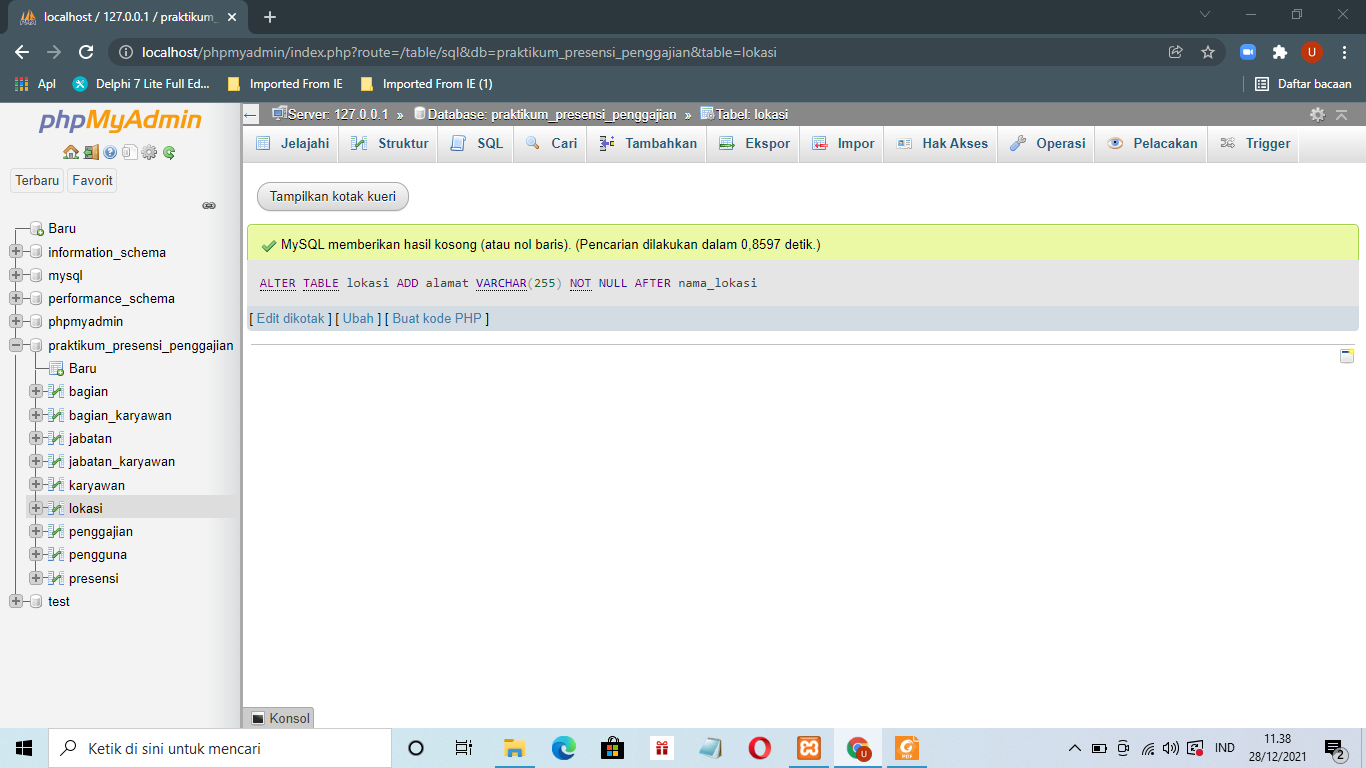 localhost / 127.0.0.1 / praktikum_
localhost/phpmyadmin/index.php?route=/table/sql&db=praktikum_presensi_penggajian&table=lokasi
U
Apl
Delphi 7 Lite Full Ed...
Imported From IE
Imported From IE (1)
Daftar bacaan
phpMyAdmin
Terbaru
Favorit
Baru
information_schema
mysql
performance_schema
phpmyadmin
praktikum_presensi_penggajian
Baru
bagian
bagian_karyawan
jabatan
jabatan_karyawan
karyawan
lokasi
penggajian
pengguna
presensi
test
Server: 127.0.0.1 » Database: praktikum_presensi_penggajian » Tabel: lokasi
Jelajahi
Struktur
SQL
Cari
Tambahkan
Ekspor
Impor
Hak Akses
Operasi
Pelacakan
Trigger
Tampilkan kotak kueri
MySQL memberikan hasil kosong (atau nol baris). (Pencarian dilakukan dalam 0,8597 detik.)
ALTER TABLE lokasi ADD alamat VARCHAR(255) NOT NULL AFTER nama_lokasi
[ Edit dikotak ] [ Ubah ] [ Buat kode PHP ]
Konsol
Ketik di sini untuk mencari
U
PDF
IND
11.38
28/12/2021
2